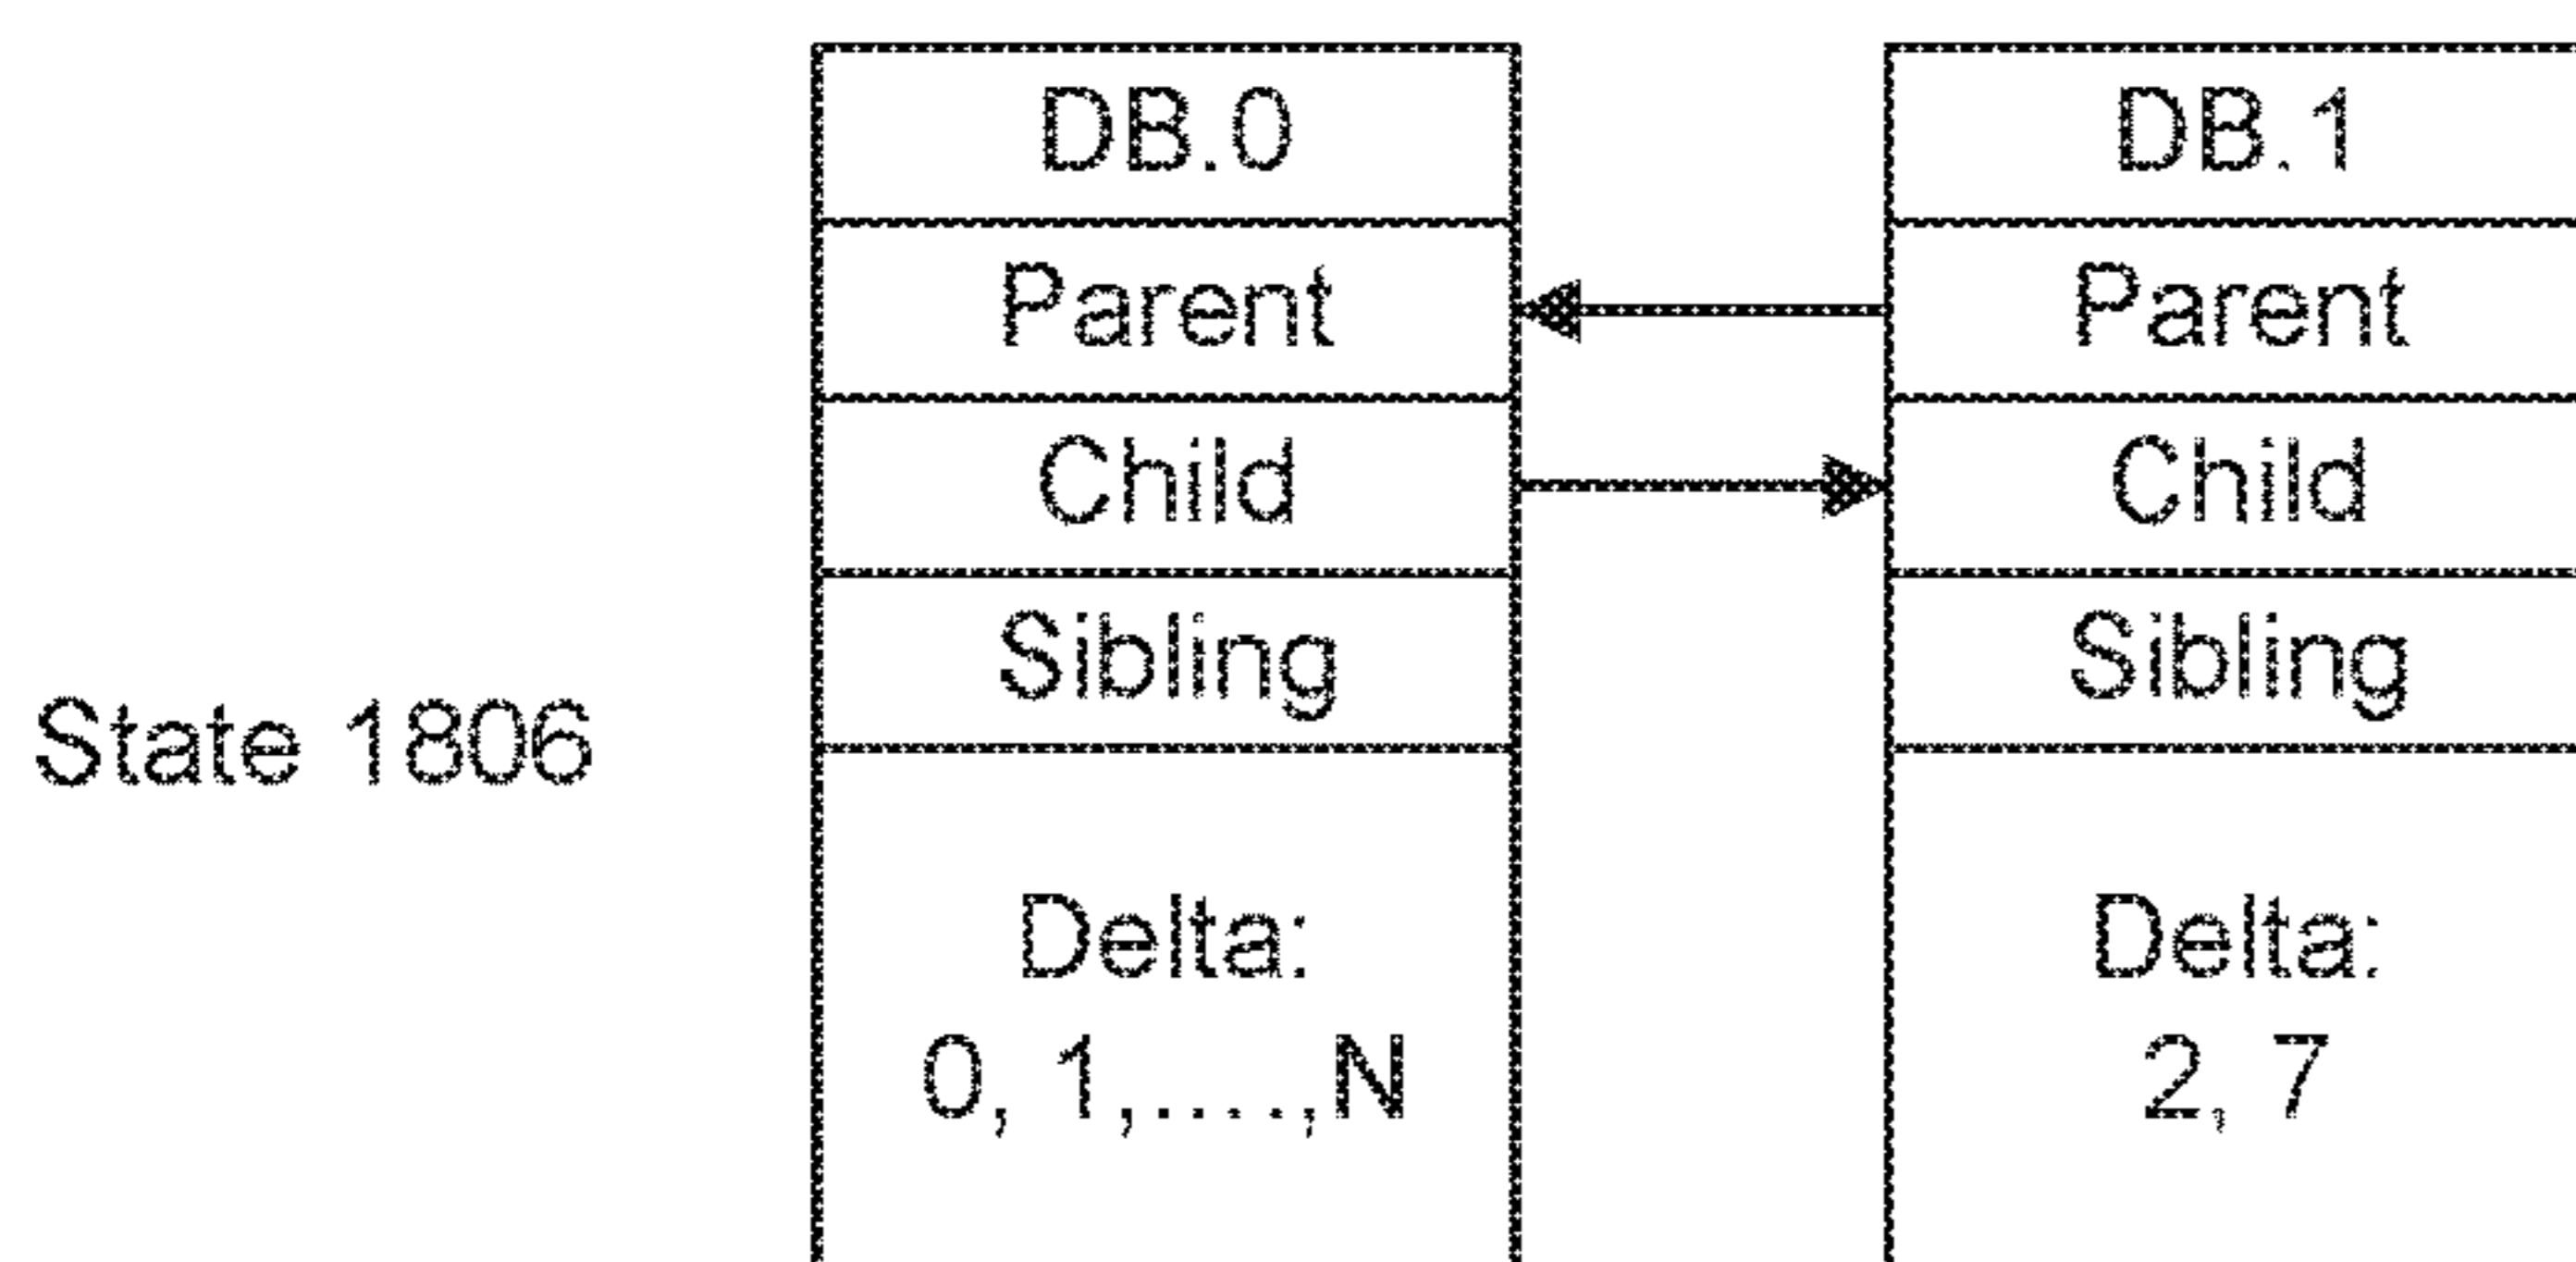 DB.0
Parent
Child
Sibling
Delta:
0, 1,....,N
DB.1
Parent
Child
Sibling
Delta:
2, 7
State 1806